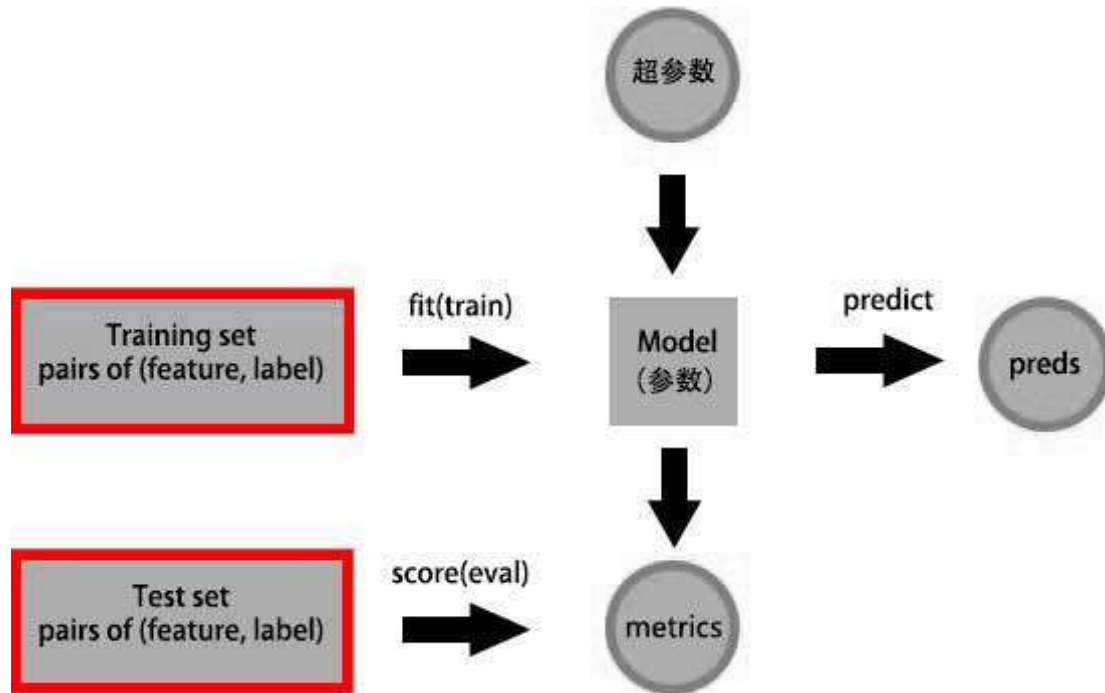 超参数
fit(train)
predict
Training set
pairs of (feature, label)
Model
(参数)
preds
score(eval)
Test set
pairs of (feature, label)
metrics